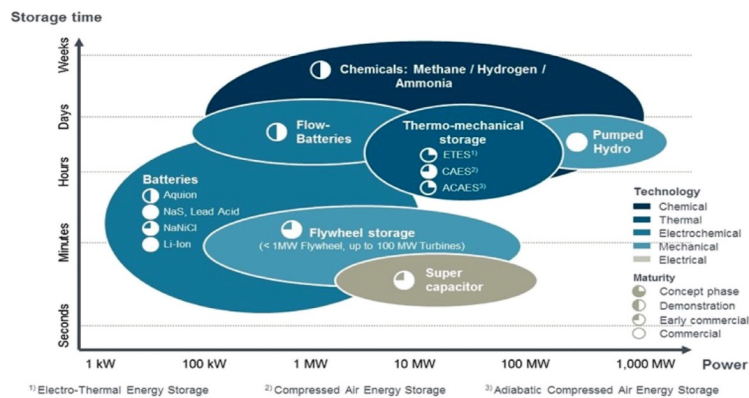 Storage time
Weeks
Days
Hours
Minutes
Seconds
Chemicals: Methane / Hydrogen /
Ammonia
Flow-
Batteries
Thermo-mechanical
storage
ETES1)
CAES2)
ACAES3)
Pumped
Hydro
Batteries
Aquion
NaS, Lead Acid
NaNiCl
Li-Ion
Flywheel storage
(< 1MW Flywheel, up to 100 MW Turbines)
Super
capacitor
Technology
Chemical
Thermal
Electrochemical
Mechanical
Electrical
Maturity
Concept phase
Demonstration
Early commercial
Commercial
1 kW 100 kW 1 MW 10 MW 100 MW 1,000 MW Power
1) Electro-Thermal Energy Storage 2) Compressed Air Energy Storage 3) Adiabatic Compressed Air Energy Storage